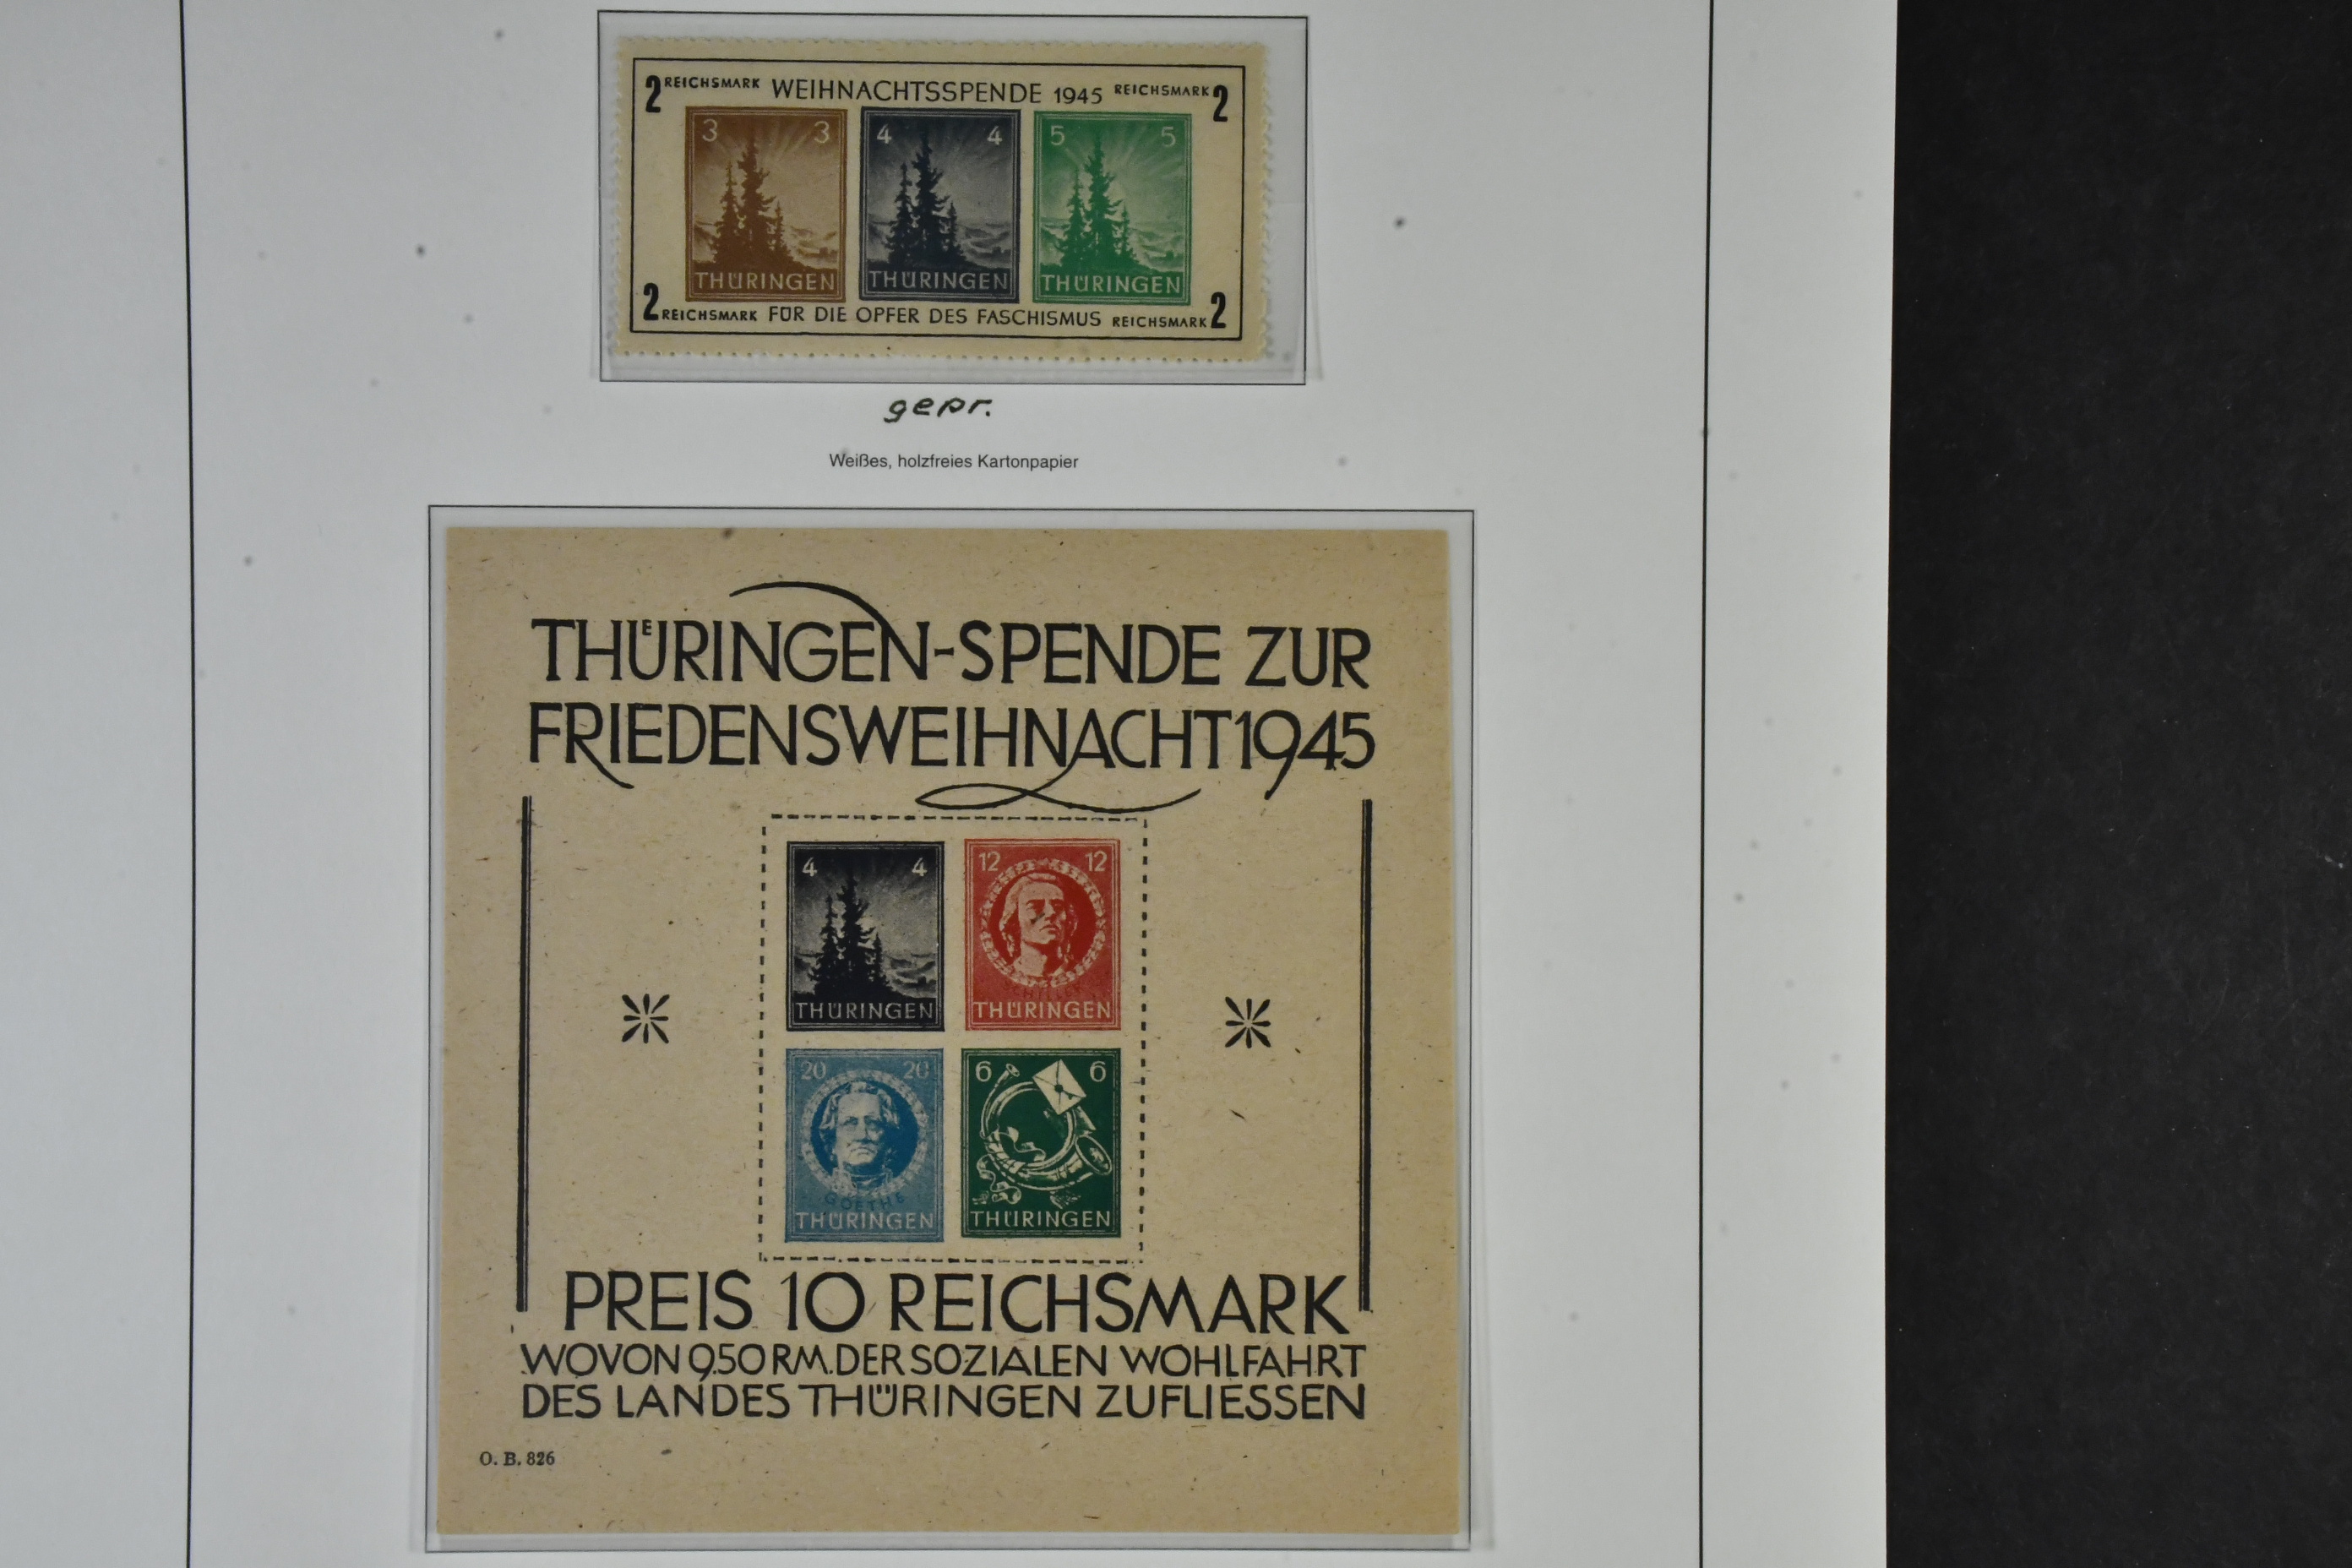 2 REICHSMARK WEIHNACHTSSPENDE 1945 REICHSMARK 2
3 3 4 4 5 5
THÜRINGEN THÜRINGEN THÜRINGEN
2 REICHSMARK FÜR DIE OPFER DES FASCHISMUS REICHSMARK 2
gepr.
Weißes, holzfreies Kartonpapier
THÜRINGEN-SPENDE ZUR
FRIEDENSWEIHNACHT 1945
4 4 12 12
THÜRINGEN THÜRINGEN
20 20 6 6
GOETHE
THÜRINGEN THÜRINGEN
PREIS 10 REICHSMARK
WOVON 9.50 RM. DER SOZIALEN WOHLFAHRT
DES LANDES THÜRINGEN ZUFLIESSEN
O. B. 826